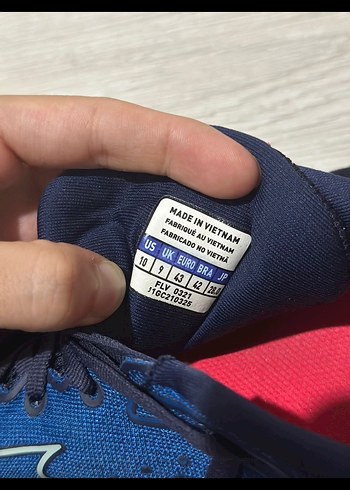 MADE IN VIETNAM
FABRIQUÉ AU VIETNAM
FABRICADO NO VIETNÃ
US UK EURO BRA JP
10 9 43 42 28.0
FLV 0321
11GC210325